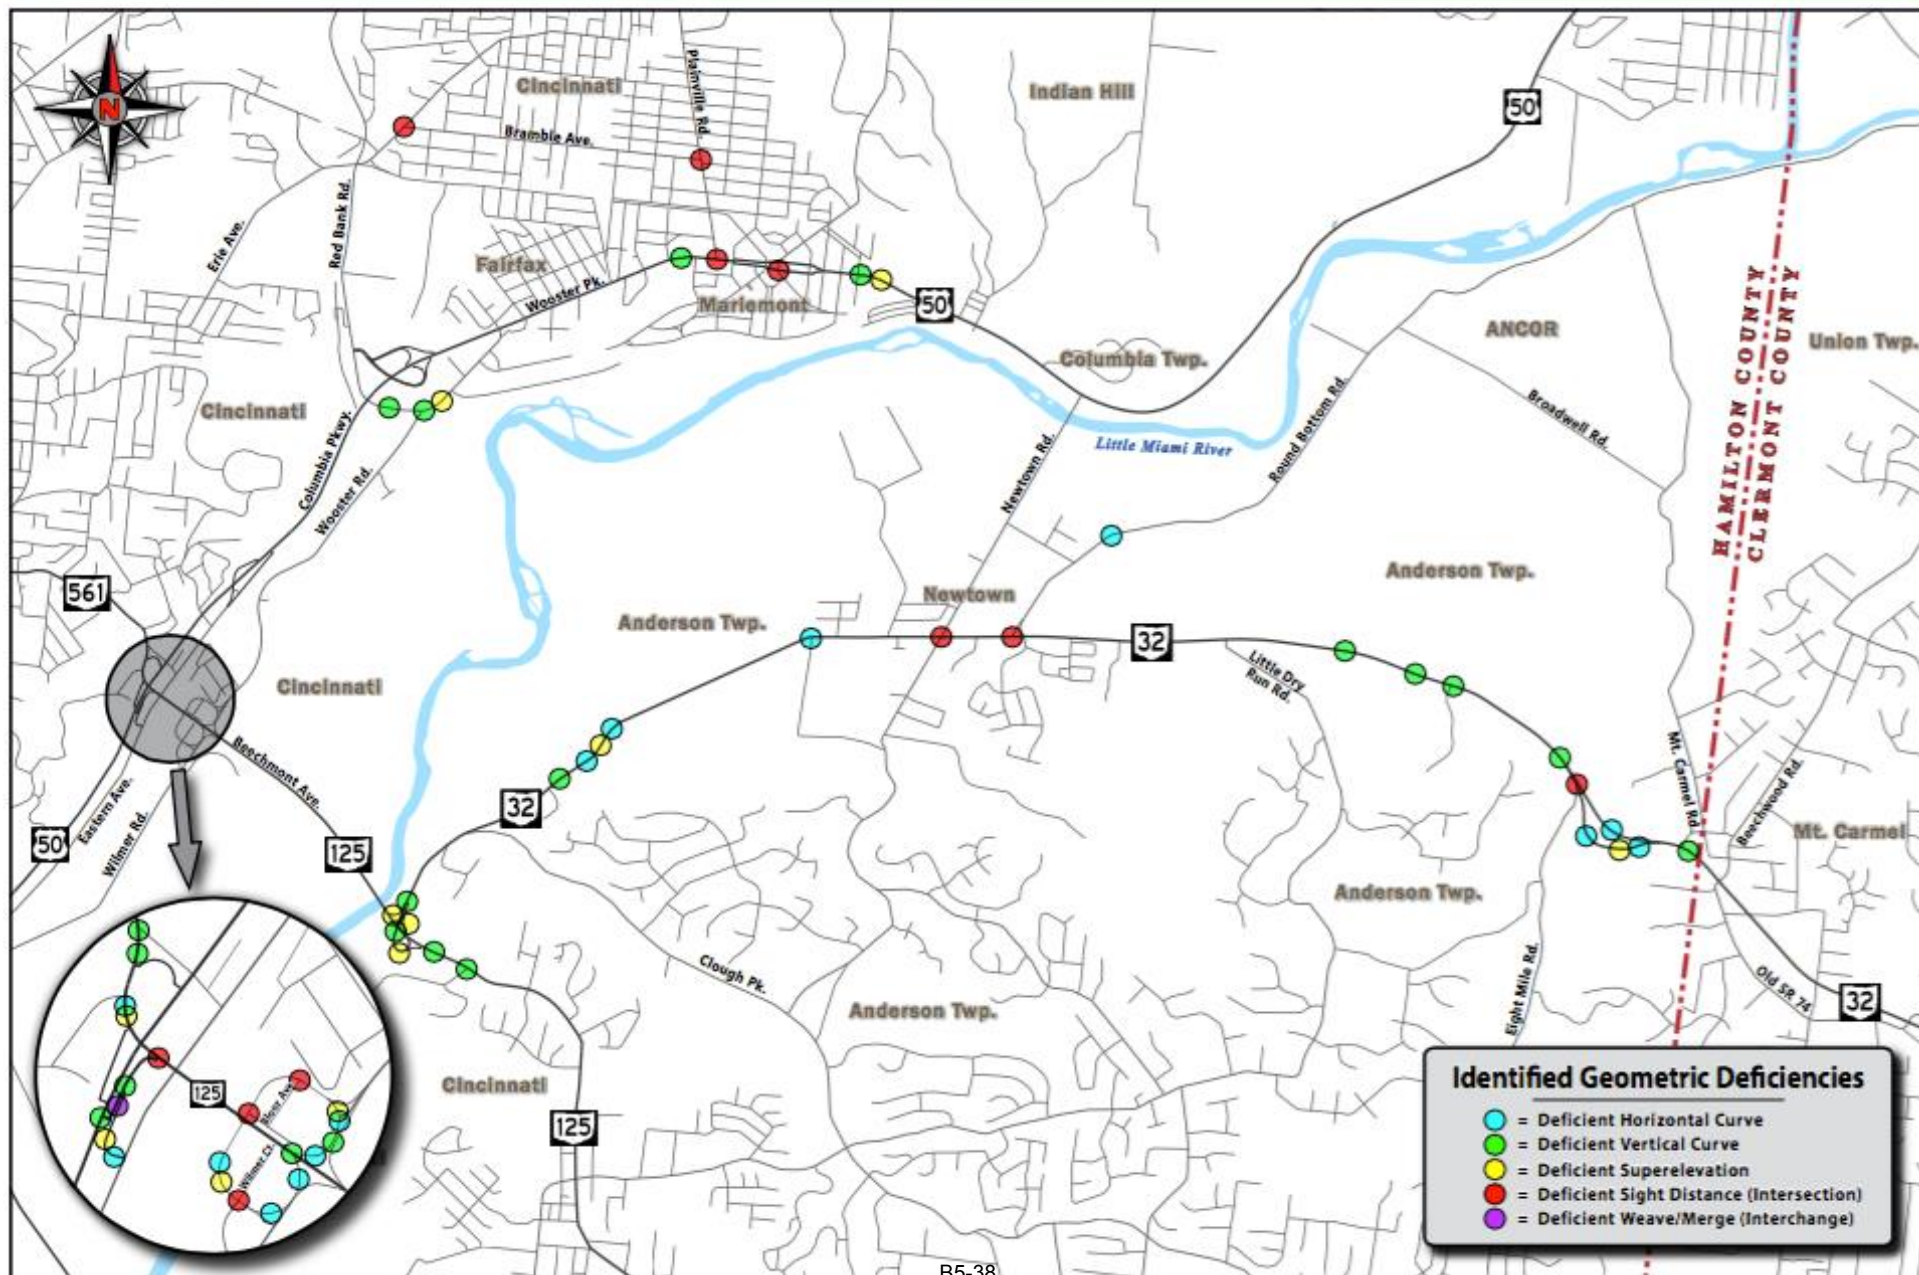 N
Cincinnati
Plainville Rd.
Indian Hill
50
Bramble Ave.
Erie Ave.
Red Bank Rd.
Fairfax
Wooster Pk.
Mariemont
50
Columbia Twp.
ANCOR
Union Twp.
HAMILTON COUNTY
CLERMONT COUNTY
Cincinnati
Columbia Pkwy.
Wooster Rd.
Little Miami River
Newtown Rd.
Round Bottom Rd.
Broadwell Rd.
561
Newtown
Anderson Twp.
Anderson Twp.
32
Little Dry
Run Rd.
Cincinnati
Beechmont Ave.
Eastern Ave.
Wilmer Rd.
50
125
32
Mt. Carmel Rd
Beechwood Rd.
Mt. Carmel
Anderson Twp.
Clough Pk.
Anderson Twp.
Eight Mile Rd.
Old SR 74
32
Cincinnati
125
125
Wilmer Ct.
Identified Geometric Deficiencies
= Deficient Horizontal Curve
= Deficient Vertical Curve
= Deficient Superelevation
= Deficient Sight Distance (Intersection)
= Deficient Weave/Merge (Interchange)
B5-38